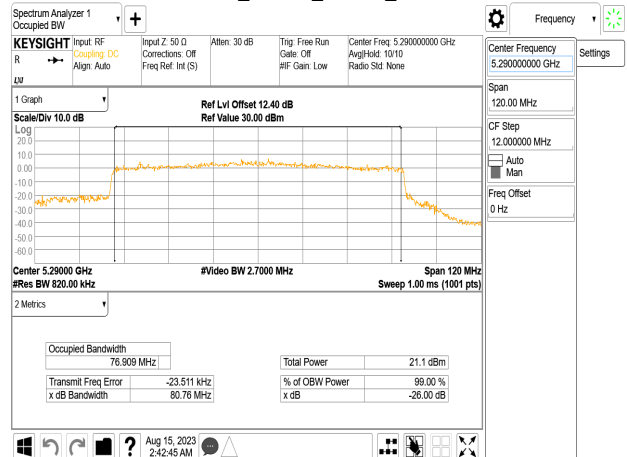 Spectrum Analyzer 1
Occupied BW
Frequency
KEYSIGHT
R
LXI
Input: RF
Coupling: DC
Align: Auto
Input Z: 50 Ω
Corrections: Off
Freq Ref: Int (S)
Atten: 30 dB
Trig: Free Run
Gate: Off
#IF Gain: Low
Center Freq: 5.290000000 GHz
Avg|Hold: 10/10
Radio Std: None
Center Frequency
5.290000000 GHz
Settings
Span
120.00 MHz
CF Step
12.000000 MHz
Auto
Man
Freq Offset
0 Hz
1 Graph
Scale/Div 10.0 dB
Ref Lvl Offset 12.40 dB
Ref Value 30.00 dBm
Log
20.0
10.0
0.00
-10.0
-20.0
-30.0
-40.0
-50.0
-60.0
Center 5.29000 GHz
#Video BW 2.7000 MHz
Span 120 MHz
#Res BW 820.00 kHz
Sweep 1.00 ms (1001 pts)
2 Metrics
Occupied Bandwidth
76.909 MHz
Total Power 21.1 dBm
Transmit Freq Error -23.511 kHz
% of OBW Power 99.00 %
x dB Bandwidth 80.76 MHz
x dB -26.00 dB
?
Aug 15, 2023
2:42:45 AM